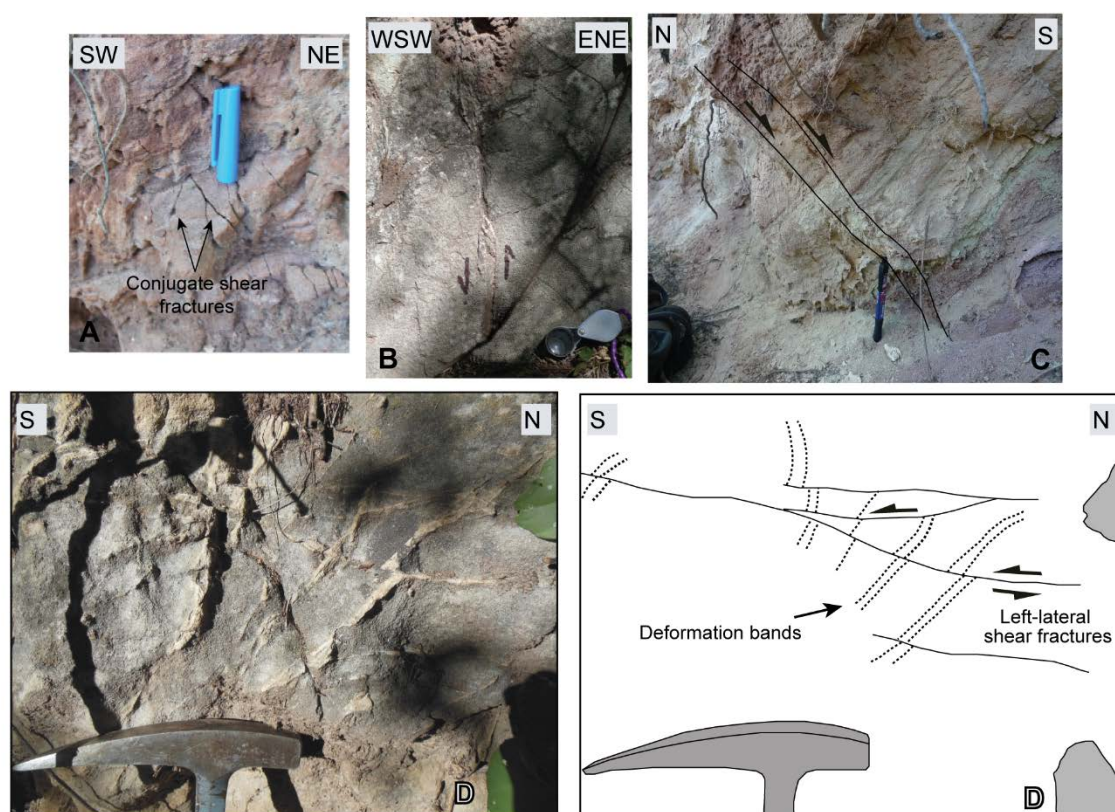 SW
NE
Conjugate shear
fractures
A
WSW
ENE
B
N
S
C
S
N
D
S
N
Deformation bands
Left-lateral
shear fractures
D